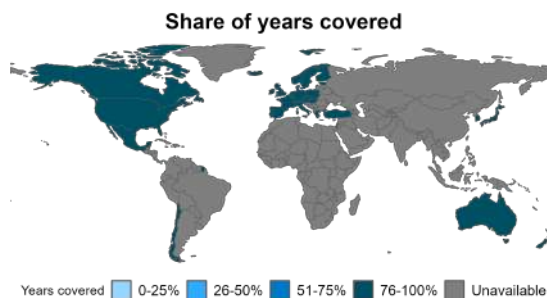 Share of years covered
Years covered 0-25% 26-50% 51-75% 76-100% Unavailable